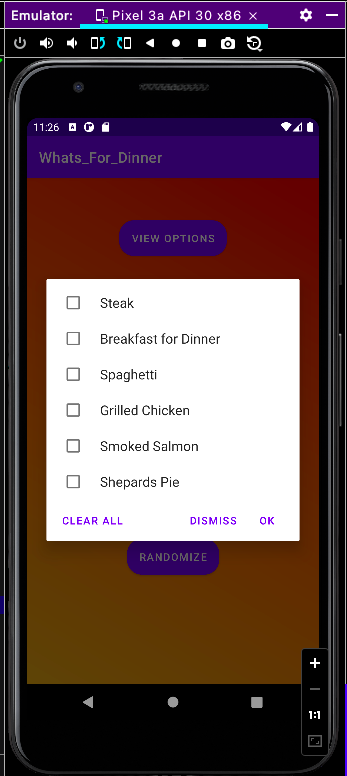 Emulator: Pixel 3a API 30 x86
11:26
Whats_For_Dinner
VIEW OPTIONS
Steak
Breakfast for Dinner
Spaghetti
Grilled Chicken
Smoked Salmon
Shepards Pie
CLEAR ALL DISMISS OK
RANDOMIZE
1:1